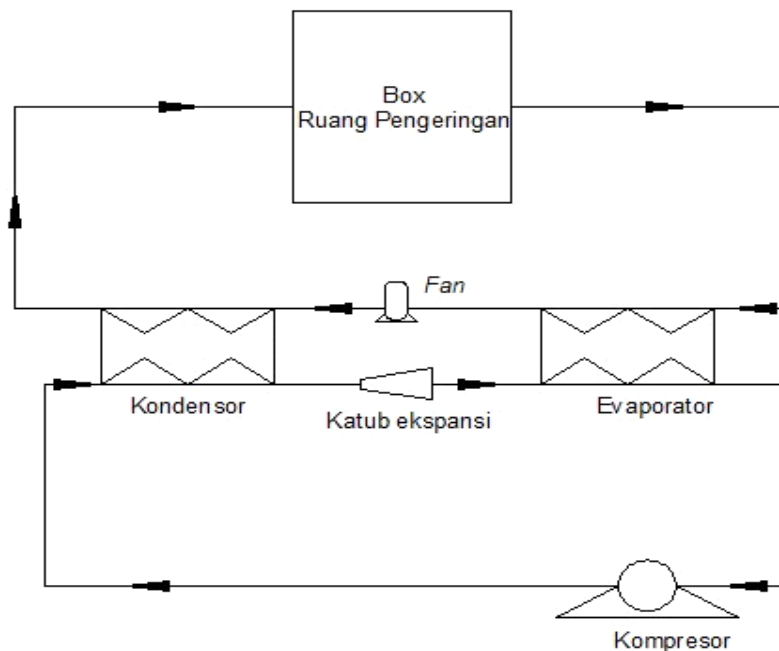 Box
Ruang Pengeringan
Fan
Kondensor
Katub ekspansi
Evaporator
Kompresor